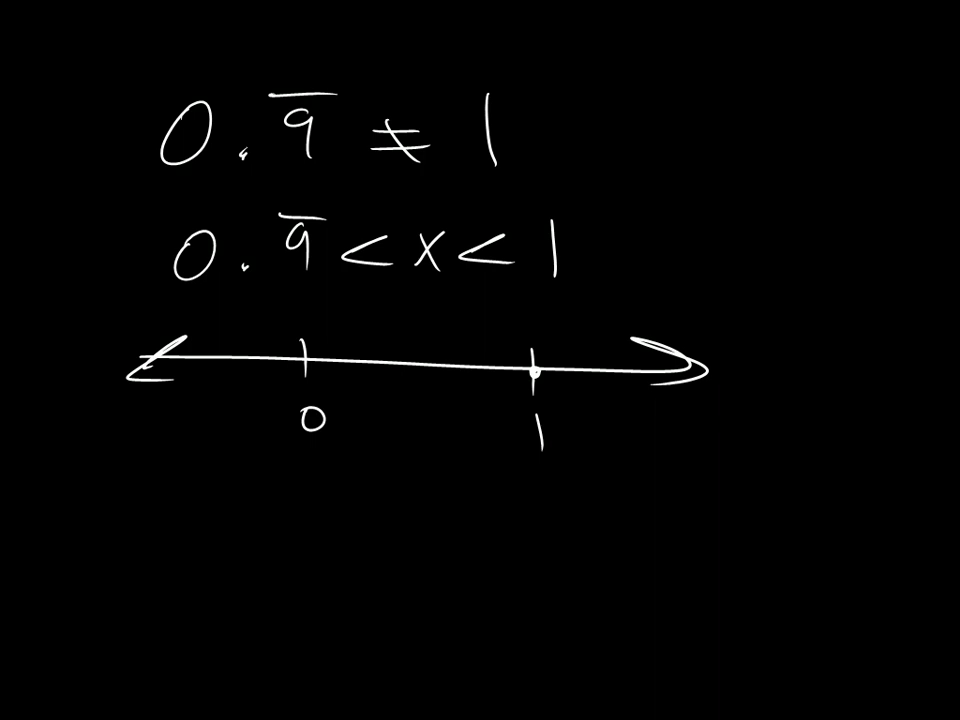 0.9̅ ≠ 1
0.9̅ < x < 1
0 1